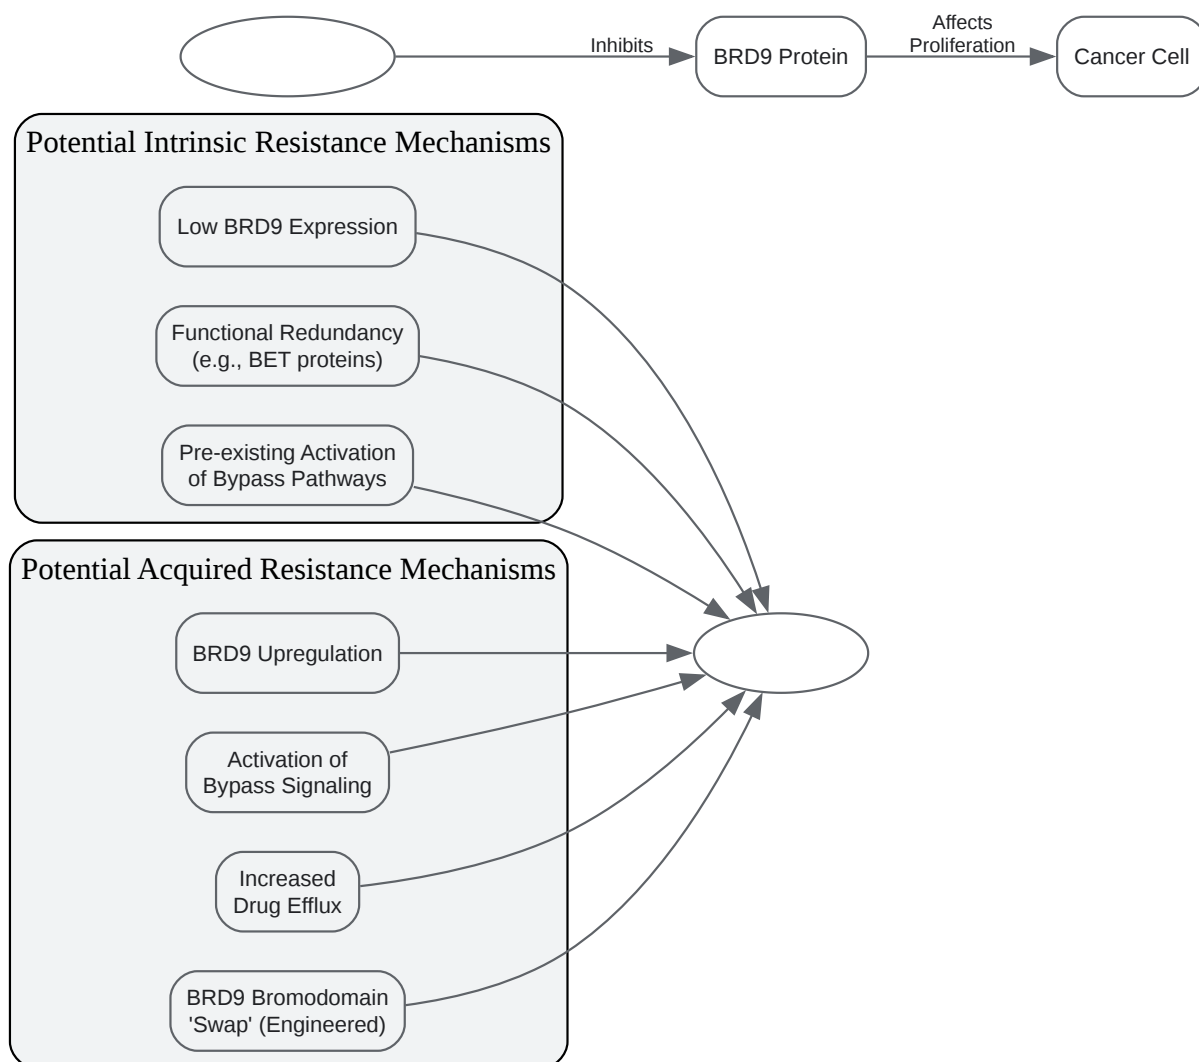 Inhibits
BRD9 Protein
Affects
Proliferation
Cancer Cell
Potential Intrinsic Resistance Mechanisms
Low BRD9 Expression
Functional Redundancy
(e.g., BET proteins)
Pre-existing Activation
of Bypass Pathways
Potential Acquired Resistance Mechanisms
BRD9 Upregulation
Activation of
Bypass Signaling
Increased
Drug Efflux
BRD9 Bromodomain
'Swap' (Engineered)